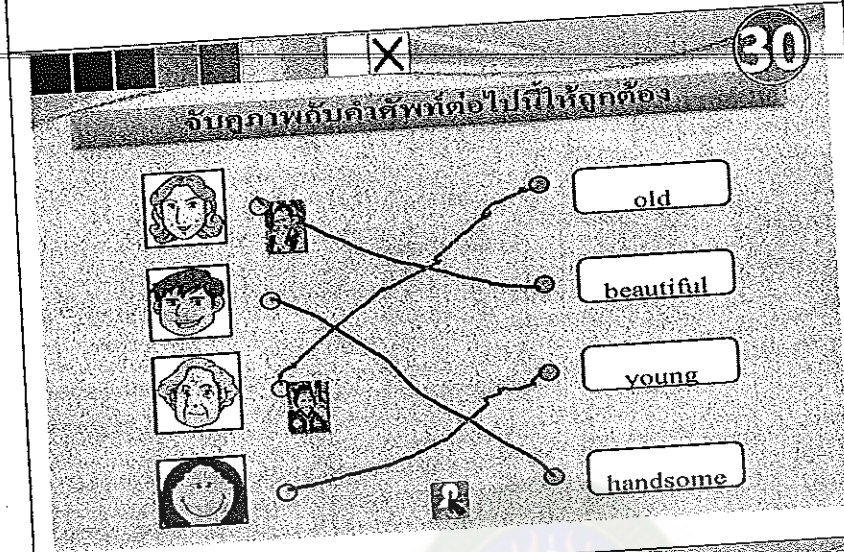 30
จับคู่ภาพกับคำศัพท์ต่อไปนี้ให้ถูกต้อง
old
beautiful
young
handsome